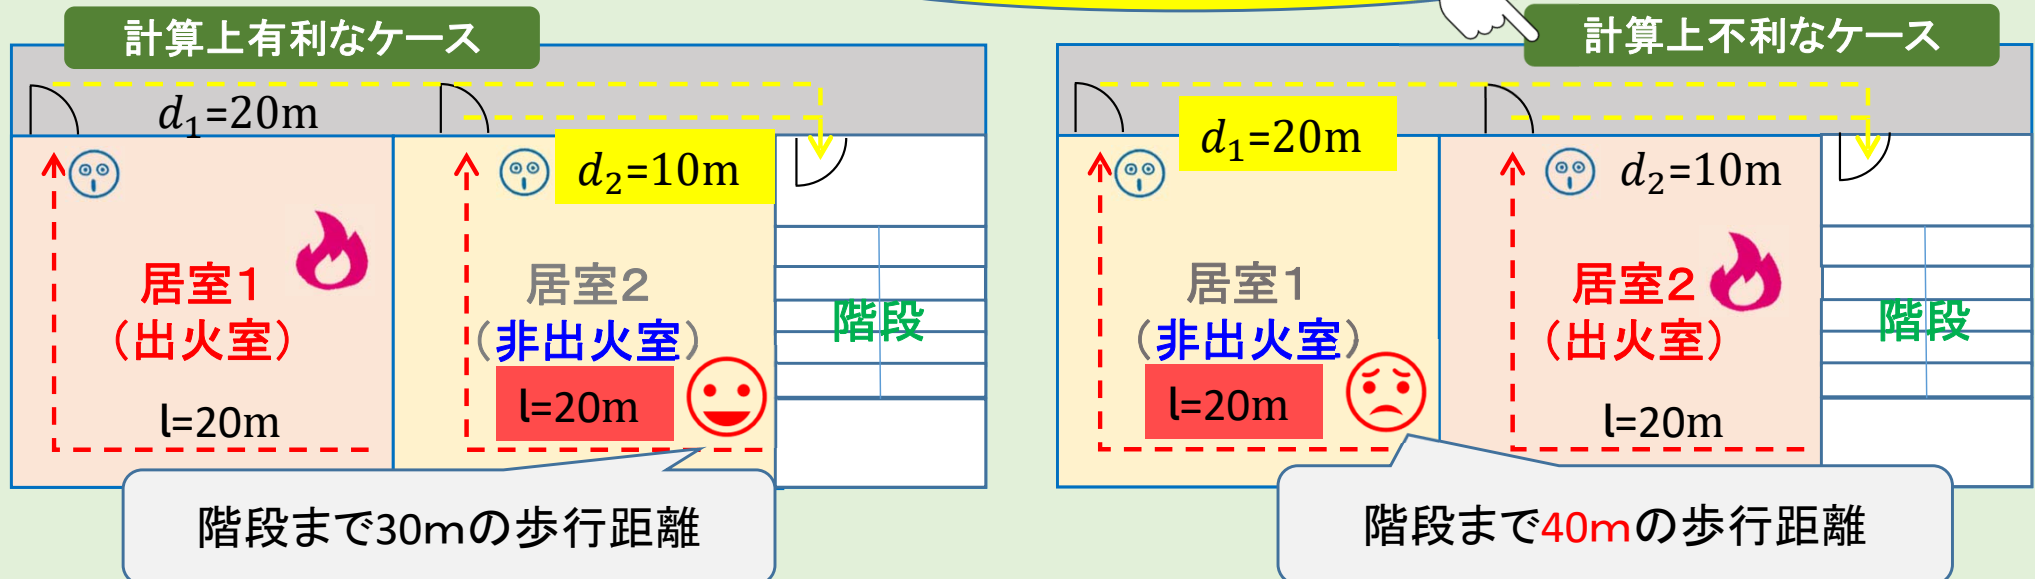 計算上有利なケース
d₁=20m
d₂=10m
居室1
(出火室)
l=20m
居室2
(非出火室)
l=20m
階段
階段まで30mの歩行距離
計算上不利なケース
d₁=20m
d₂=10m
居室1
(非出火室)
l=20m
居室2
(出火室)
l=20m
階段
階段まで40mの歩行距離